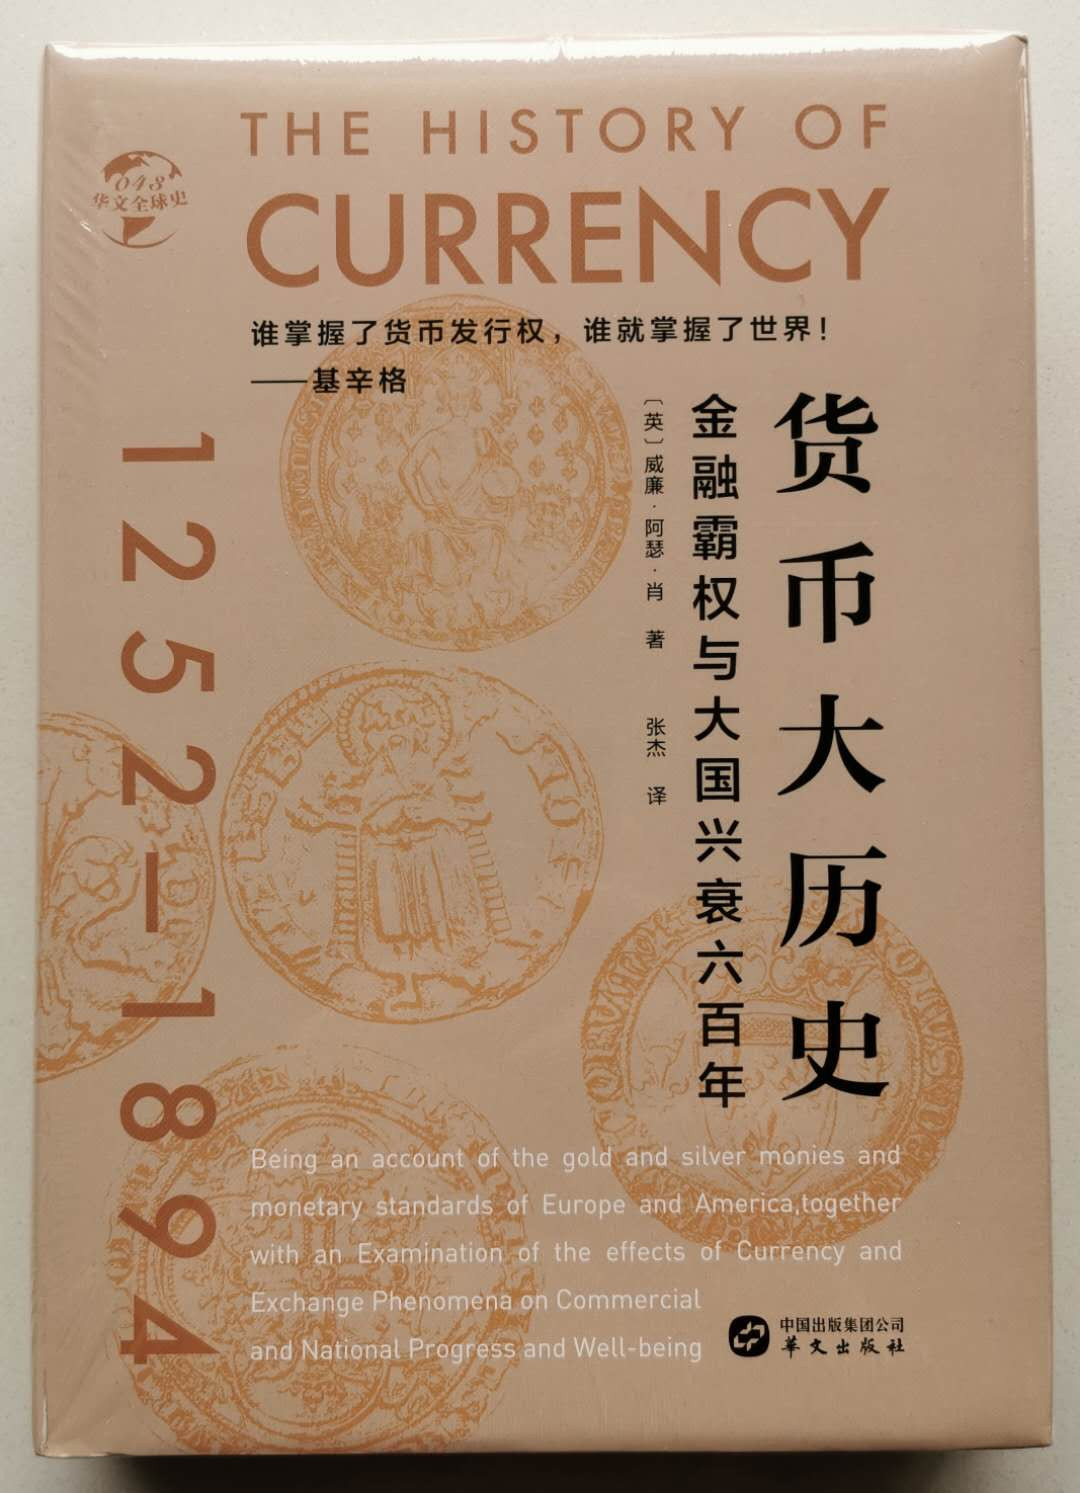 THE HISTORY OF
CURRENCY
043
华文全球史
谁掌握了货币发行权，谁就掌握了世界！
——基辛格
货币大历史
金融霸权与大国兴衰六百年
〔英〕威廉·阿瑟·肖 著 张杰 译
1252—1894
Being an account of the gold and silver monies and
monetary standards of Europe and America,together
with an Examination of the effects of Currency and
Exchange Phenomena on Commercial
and National Progress and Well-being
中国出版集团公司
華文出版社